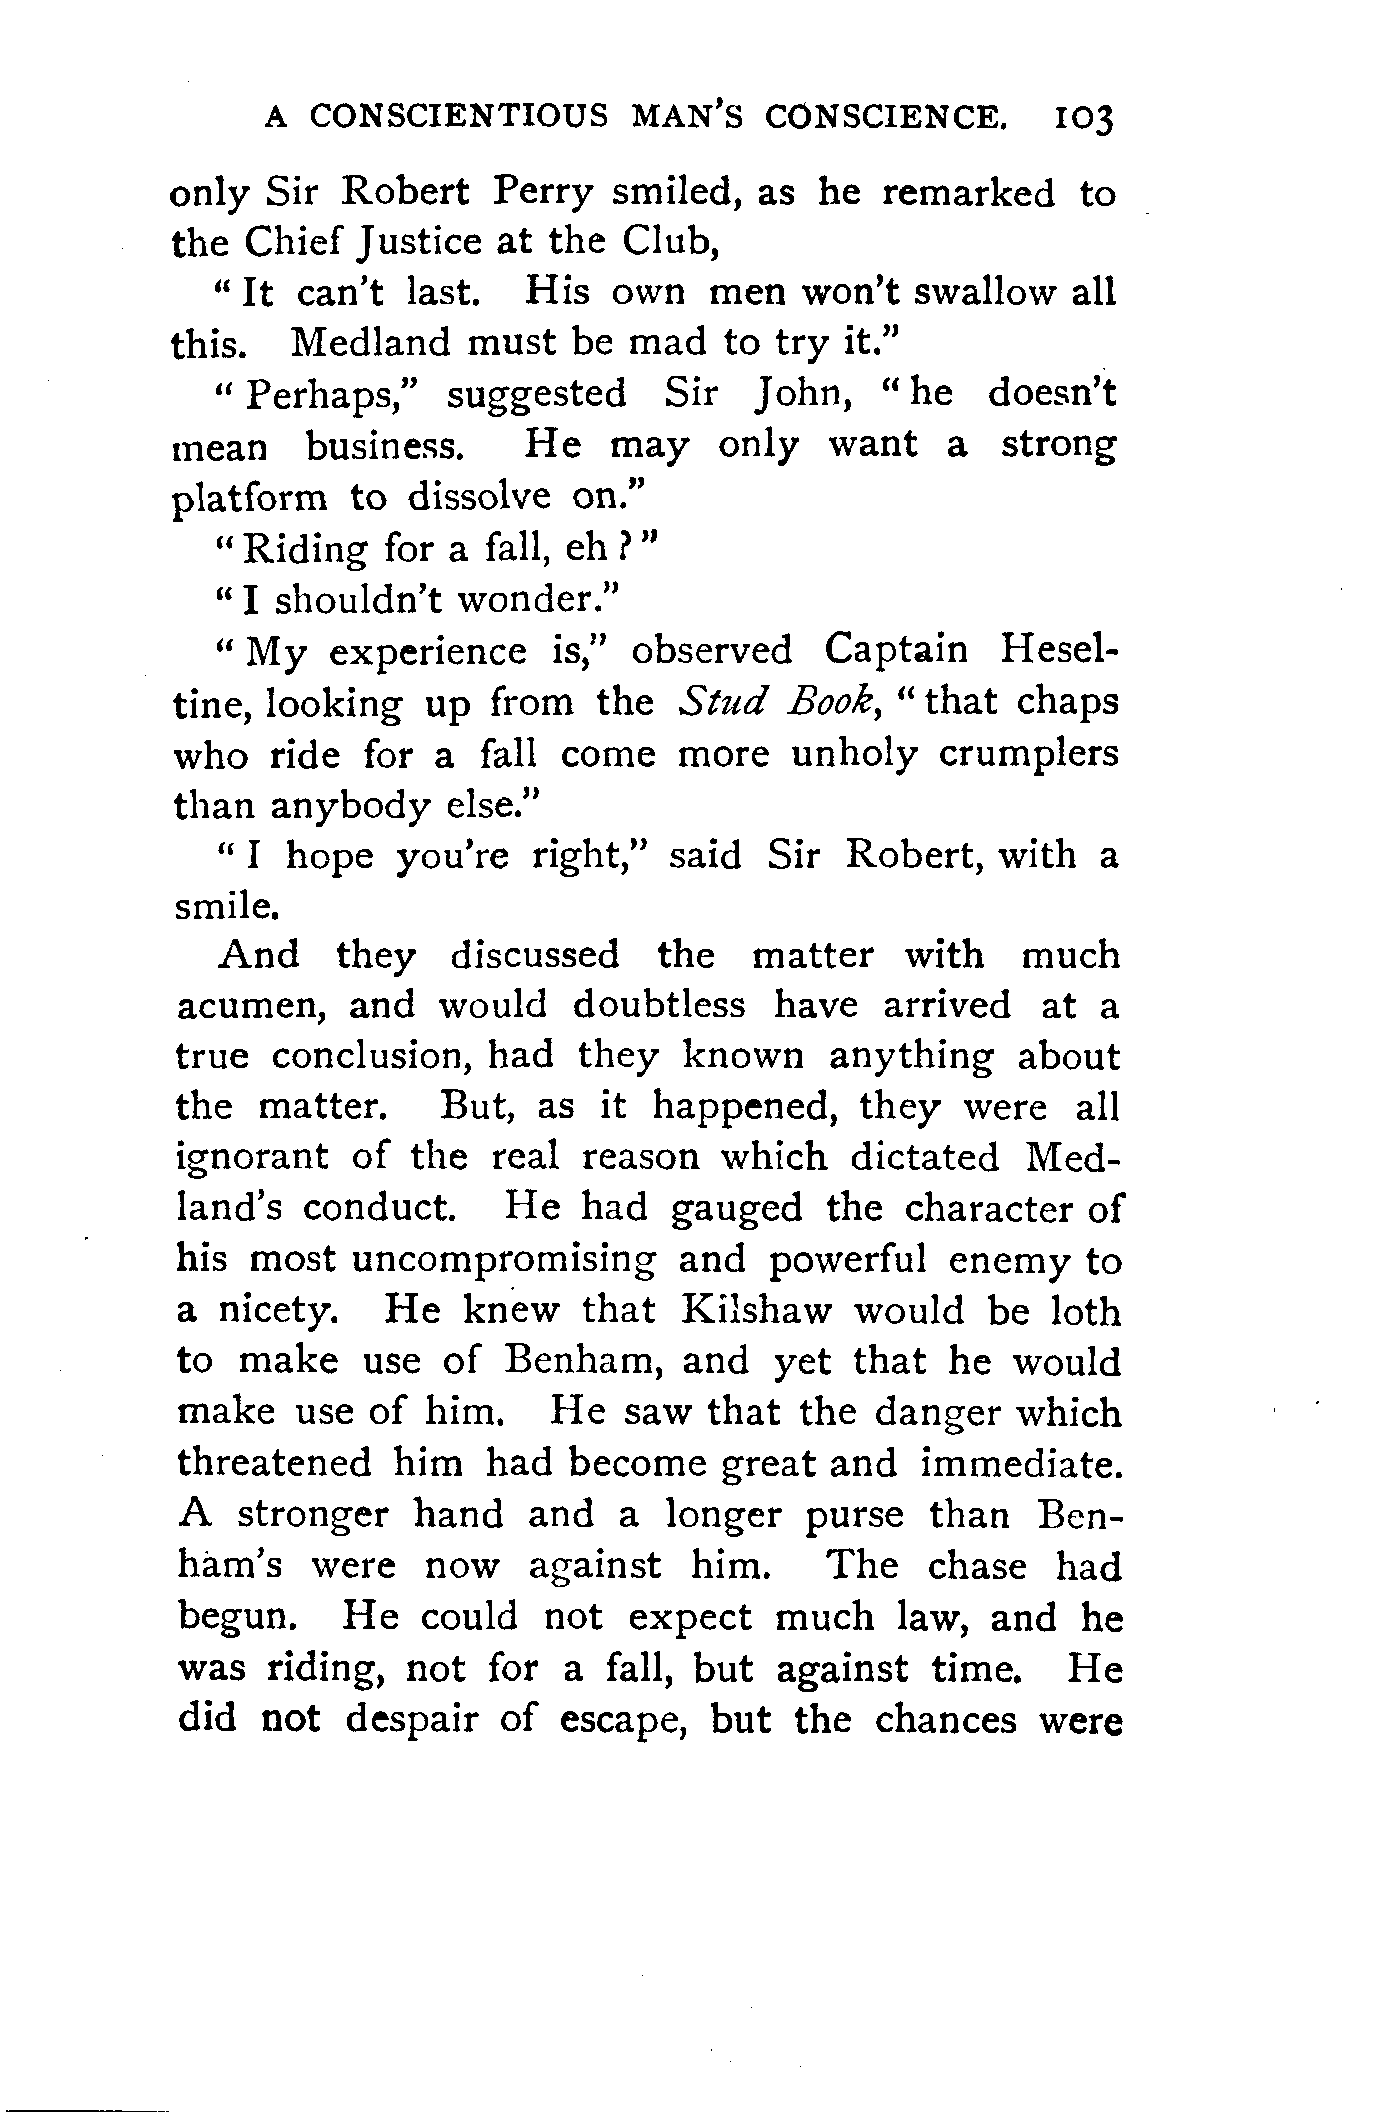 A CONSCIENTIOUS MAN'S CONSCIENCE. 103
only Sir Robert Perry smiled, as he remarked to
the Chief Justice at the Club,
"It can't last. His own men won't swallow all
this. Medland must be mad to try it."
"Perhaps," suggested Sir John, "he doesn't
mean business. He may only want a strong
platform to dissolve on."
"Riding for a fall, eh?"
"I shouldn't wonder."
"My experience is," observed Captain Hesel-
tine, looking up from the Stud Book, "that chaps
who ride for a fall come more unholy crumplers
than anybody else."
"I hope you're right," said Sir Robert, with a
smile.
And they discussed the matter with much
acumen, and would doubtless have arrived at a
true conclusion, had they known anything about
the matter. But, as it happened, they were all
ignorant of the real reason which dictated Med-
land's conduct. He had gauged the character of
his most uncompromising and powerful enemy to
a nicety. He knew that Kilshaw would be loth
to make use of Benham, and yet that he would
make use of him. He saw that the danger which
threatened him had become great and immediate.
A stronger hand and a longer purse than Ben-
ham's were now against him. The chase had
begun. He could not expect much law, and he
was riding, not for a fall, but against time. He
did not despair of escape, but the chances were